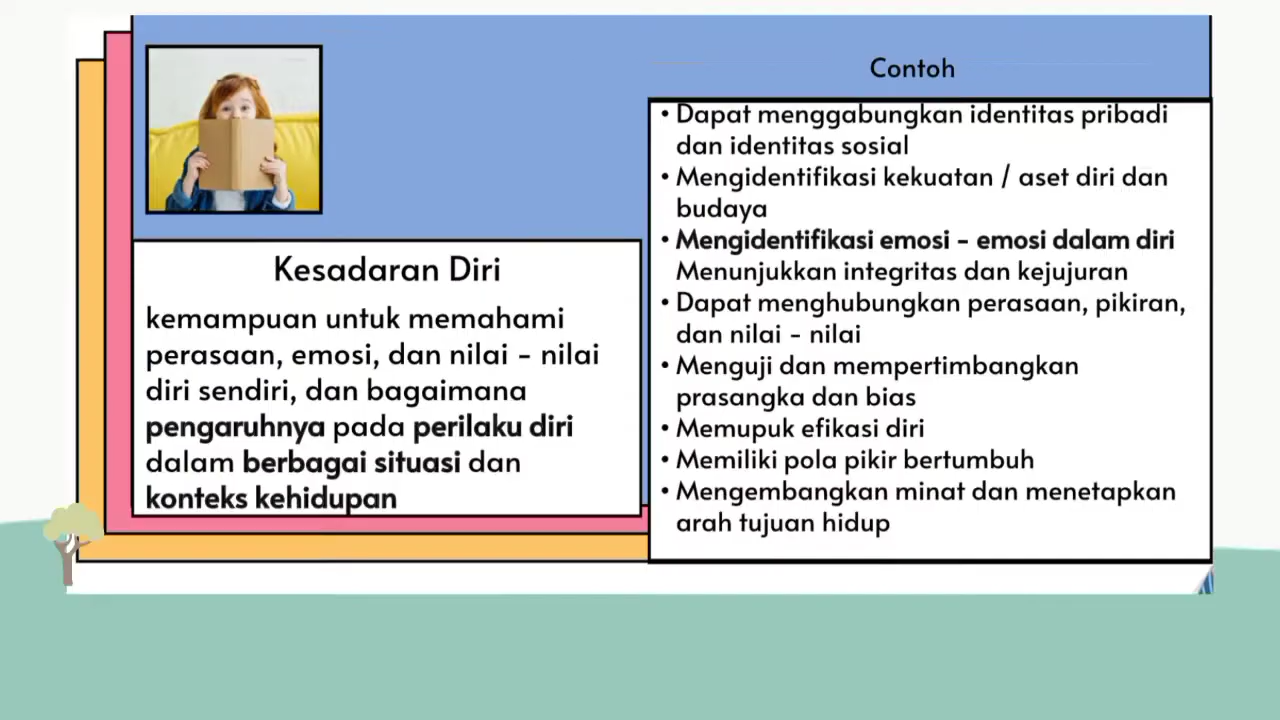 Kesadaran Diri
kemampuan untuk memahami
perasaan, emosi, dan nilai - nilai
diri sendiri, dan bagaimana
pengaruhnya pada perilaku diri
dalam berbagai situasi dan
konteks kehidupan
Contoh
• Dapat menggabungkan identitas pribadi
dan identitas sosial
• Mengidentifikasi kekuatan / aset diri dan
budaya
• Mengidentifikasi emosi - emosi dalam diri
Menunjukkan integritas dan kejujuran
• Dapat menghubungkan perasaan, pikiran,
dan nilai - nilai
• Menguji dan mempertimbangkan
prasangka dan bias
• Memupuk efikasi diri
• Memiliki pola pikir bertumbuh
• Mengembangkan minat dan menetapkan
arah tujuan hidup